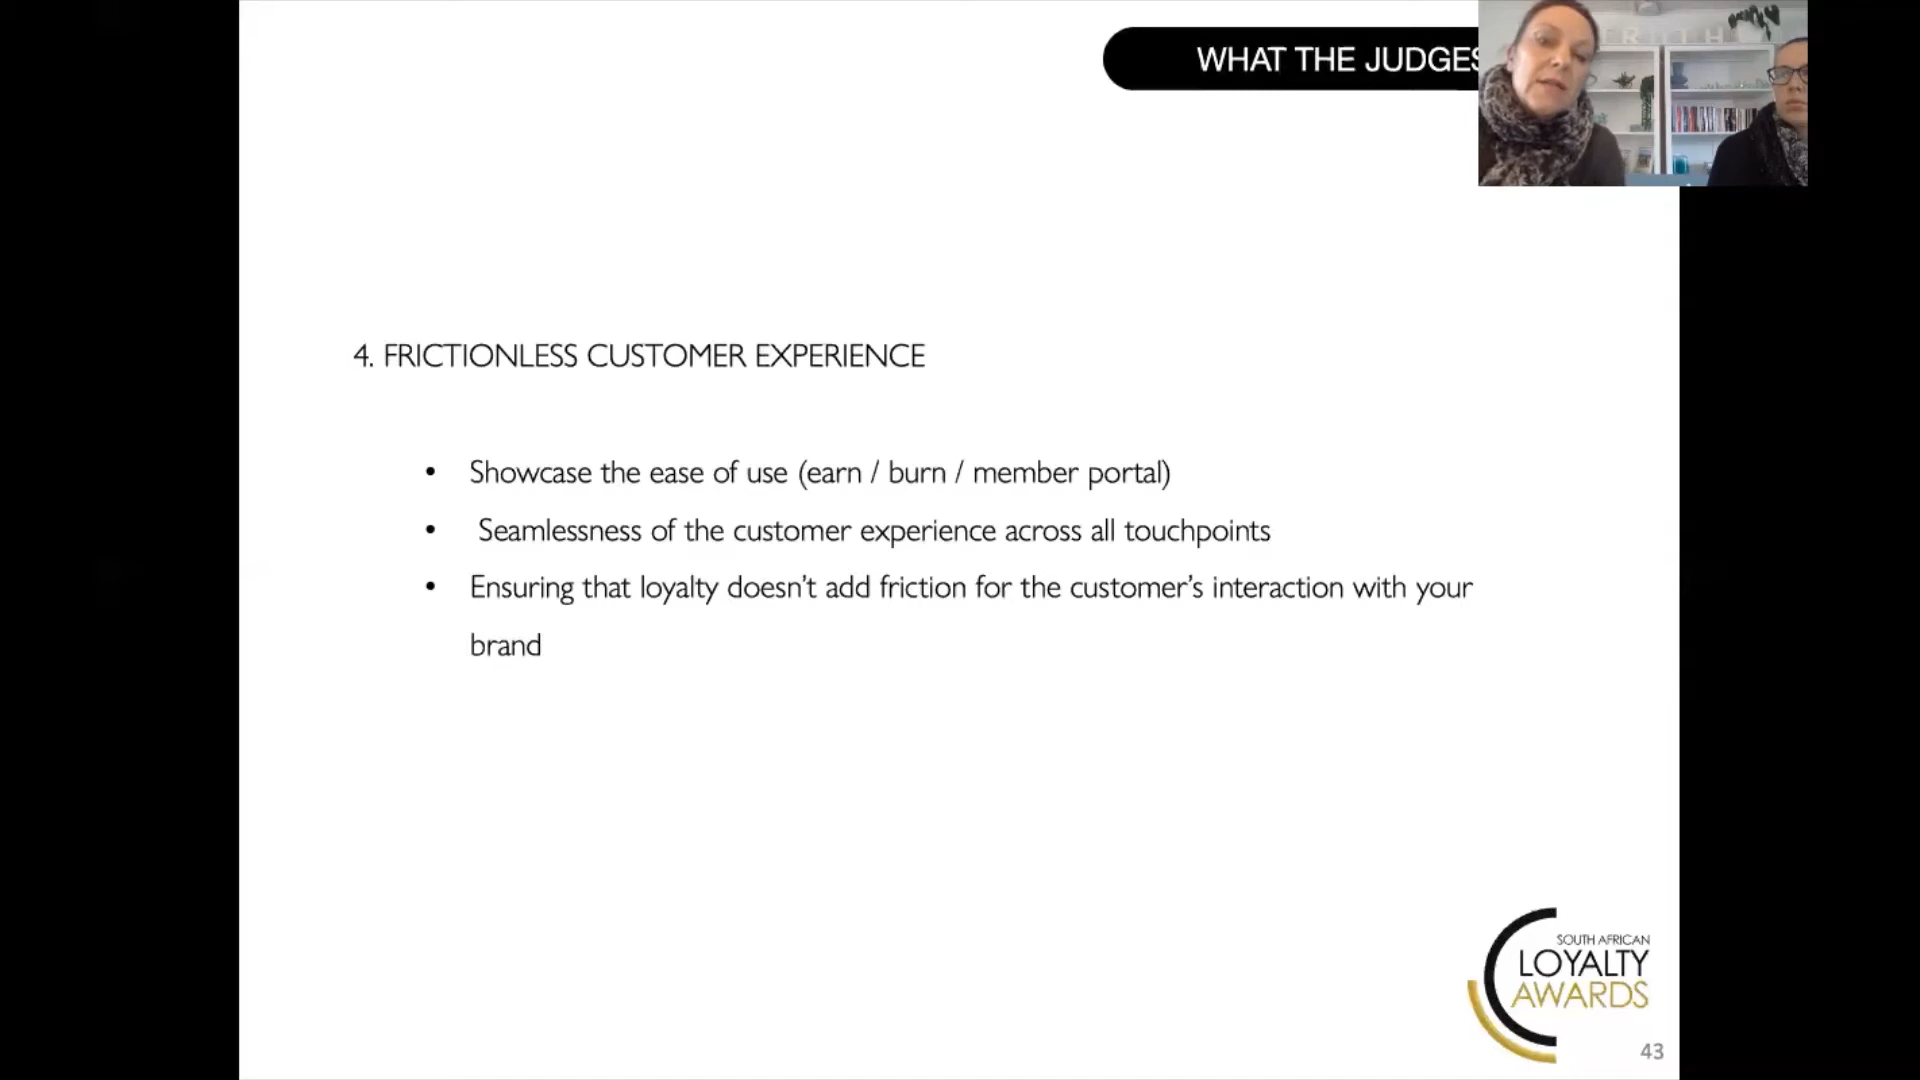 WHAT THE JUDGES
4. FRICTIONLESS CUSTOMER EXPERIENCE
• Showcase the ease of use (earn / burn / member portal)
• Seamlessness of the customer experience across all touchpoints
• Ensuring that loyalty doesn’t add friction for the customer’s interaction with your
brand
SOUTH AFRICAN
LOYALTY
AWARDS
43